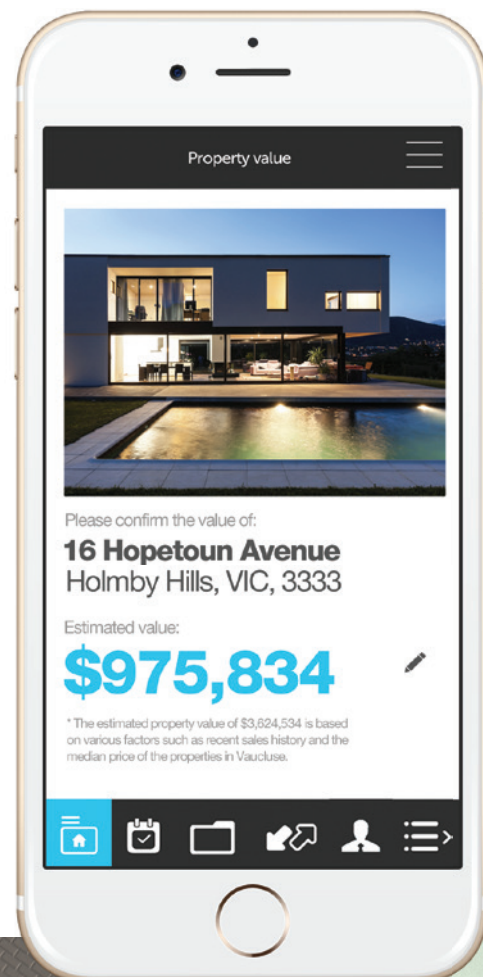 Property value
Please confirm the value of:
16 Hopetoun Avenue
Holmby Hills, VIC, 3333
Estimated value:
$975,834
* The estimated property value of $3,624,534 is based
on various factors such as recent sales history and the
median price of the properties in Vaucluse.